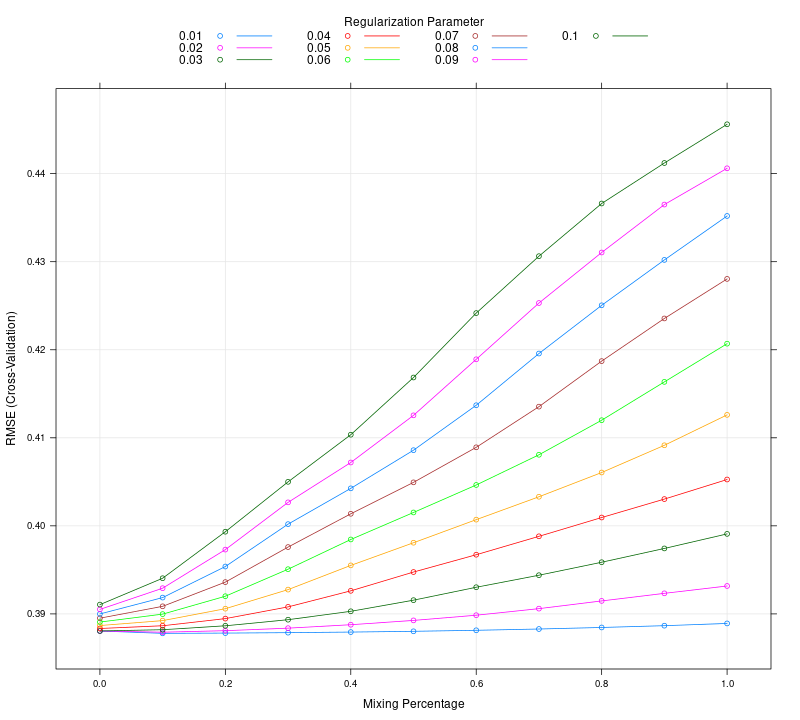 Regularization Parameter
0.01 0.04 0.07 0.1
0.02 0.05 0.08
0.03 0.06 0.09
0.44
0.43
0.42
0.41
0.40
0.39
RMSE (Cross-Validation)
0.0 0.2 0.4 0.6 0.8 1.0
Mixing Percentage